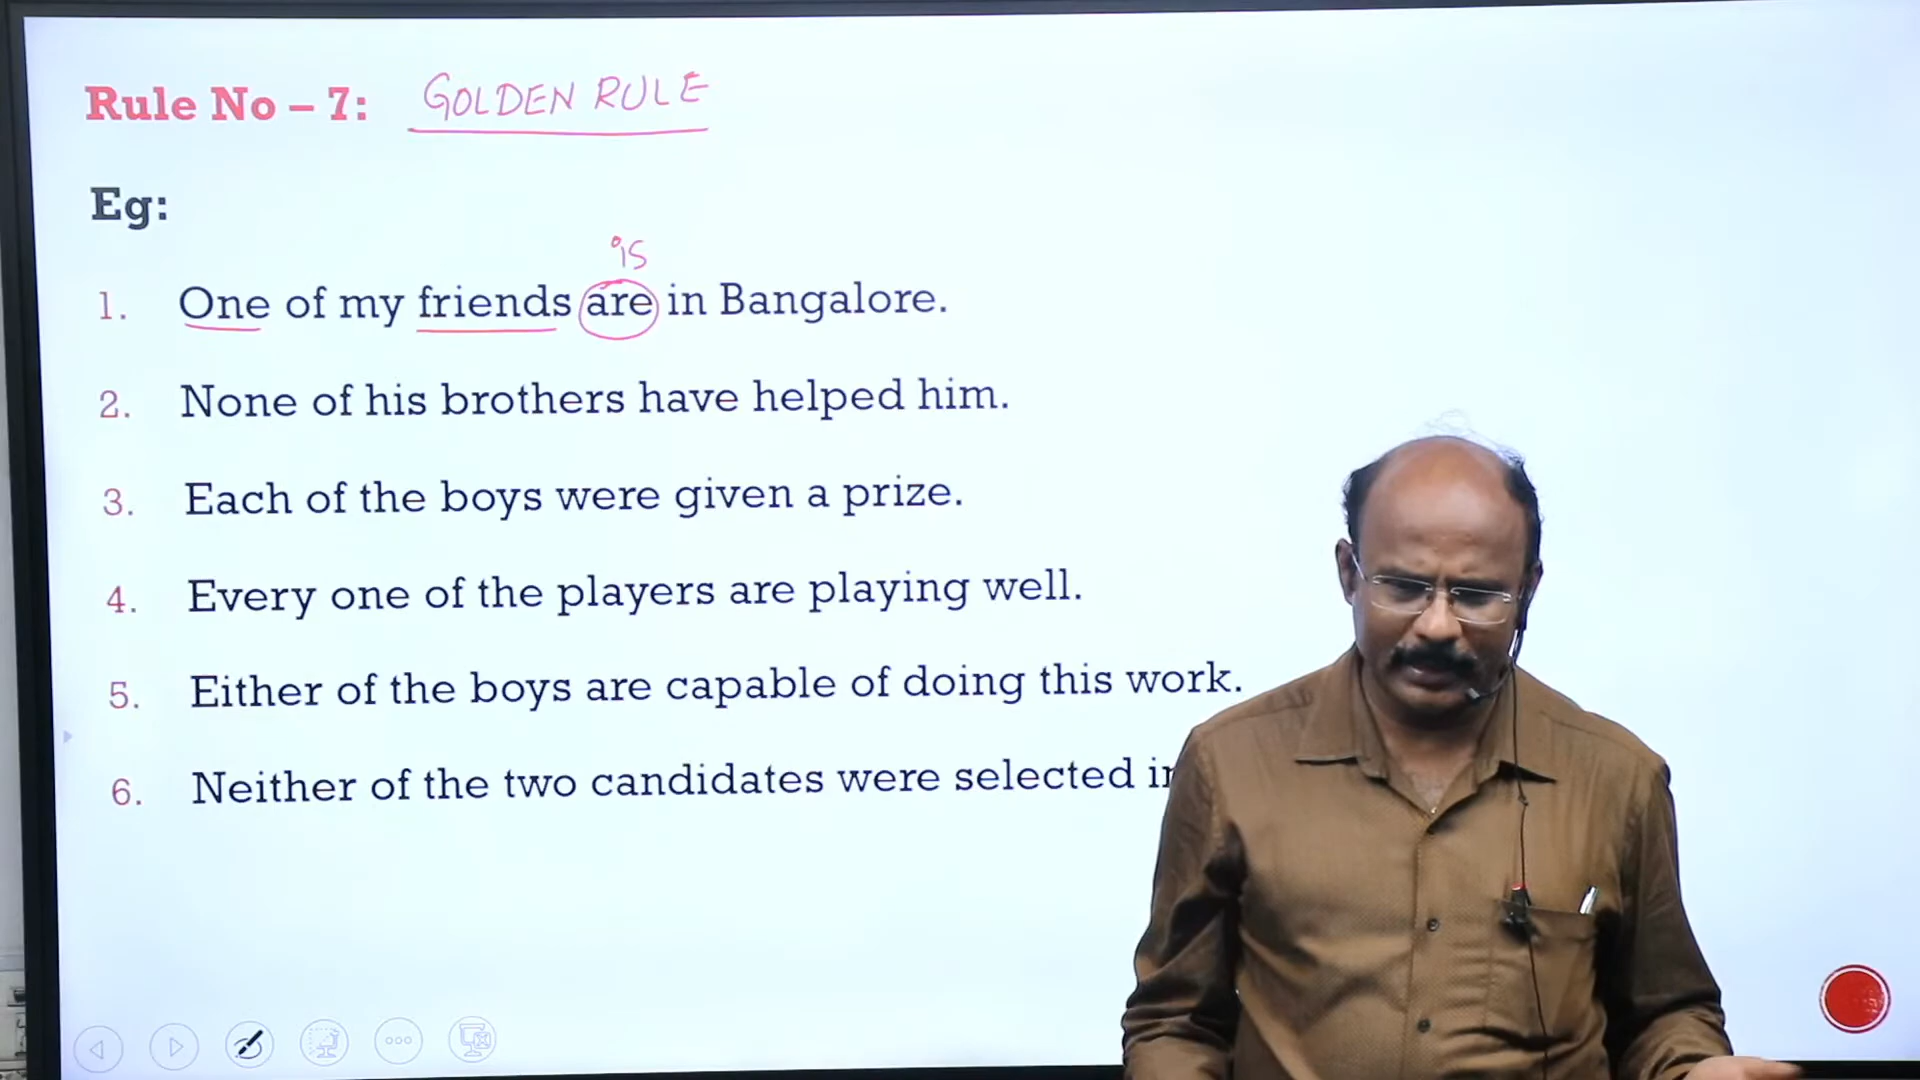 Rule No – 7: GOLDEN RULE
Eg:
is
1. One of my friends are in Bangalore.
2. None of his brothers have helped him.
3. Each of the boys were given a prize.
4. Every one of the players are playing well.
5. Either of the boys are capable of doing this work.
6. Neither of the two candidates were selected